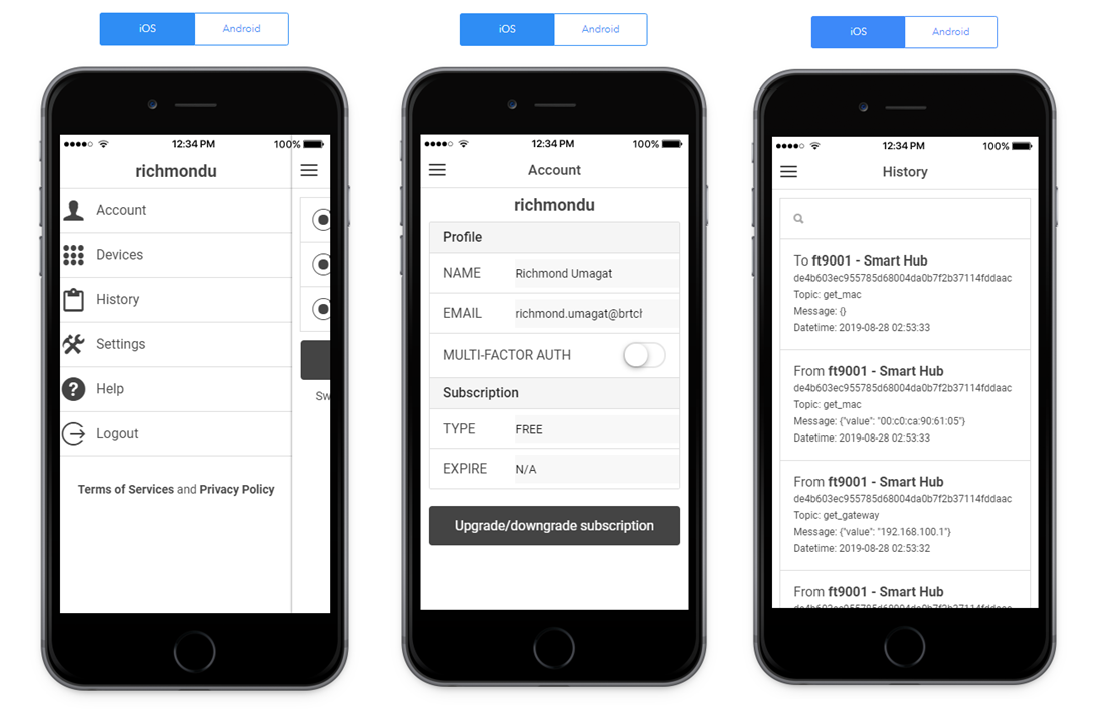 iOS Android
12:34 PM 100%
richmondu
Account
Devices
History
Settings
Help
Logout
Terms of Services and Privacy Policy
Sw
iOS Android
12:34 PM 100%
Account
richmondu
Profile
NAME Richmond Umagat
EMAIL richmond.umagat@brtch
MULTI-FACTOR AUTH
Subscription
TYPE FREE
EXPIRE N/A
Upgrade/downgrade subscription
iOS Android
12:34 PM 100%
History
To ft9001 - Smart Hub
de4b603ec955785d68004da0b7f2b37114fddaac
Topic: get_mac
Message: {}
Datetime: 2019-08-28 02:53:33
From ft9001 - Smart Hub
de4b603ec955785d68004da0b7f2b37114fddaac
Topic: get_mac
Message: {"value": "00:c0:ca:90:61:05"}
Datetime: 2019-08-28 02:53:33
From ft9001 - Smart Hub
de4b603ec955785d68004da0b7f2b37114fddaac
Topic: get_gateway
Message: {"value": "192.168.100.1"}
Datetime: 2019-08-28 02:53:32
From ft9001 - Smart Hub